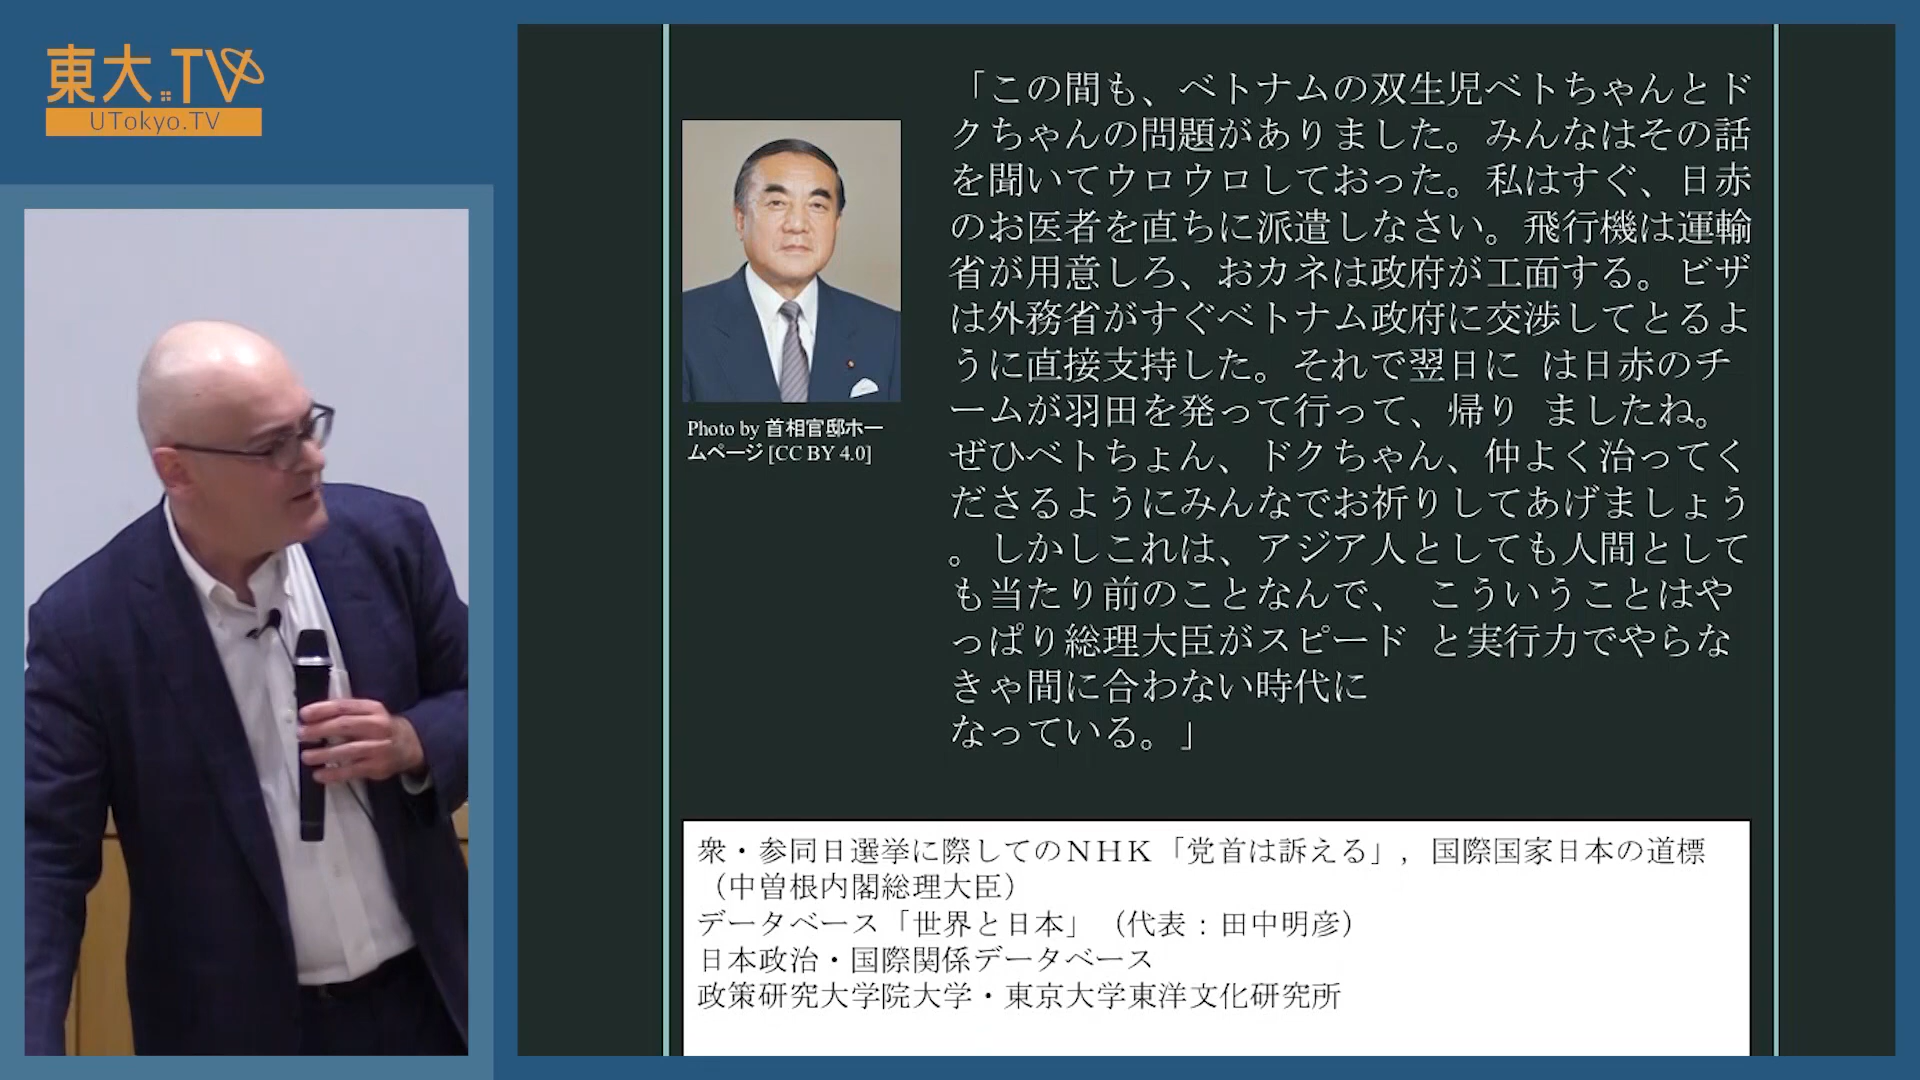 東大.TV
UTokyo.TV
「この間も、ベトナムの双生児ベトちゃんとド
クちゃんの問題がありました。みんなはその話
を聞いてウロウロしておった。私はすぐ、日赤
のお医者を直ちに派遣しなさい。飛行機は運輸
省が用意しろ、おカネは政府が工面する。ビザ
は外務省がすぐベトナム政府に交渉してとるよ
うに直接支持した。それで翌日に は日赤のチ
ームが羽田を発って行って、帰り ましたね。
ぜひベトちょん、ドクちゃん、仲よく治ってく
ださるようにみんなでお祈りしてあげましょう
。しかしこれは、アジア人としても人間として
も当たり前のことなんで、 こういうことはや
っぱり総理大臣がスピード と実行力でやらな
きゃ間に合わない時代に
なっている。」
Photo by 首相官邸ホー
ムページ [CC BY 4.0]
衆・参同日選挙に際してのNHK「党首は訴える」，国際国家日本の道標
（中曽根内閣総理大臣）
データベース「世界と日本」（代表：田中明彦）
日本政治・国際関係データベース
政策研究大学院大学・東京大学東洋文化研究所